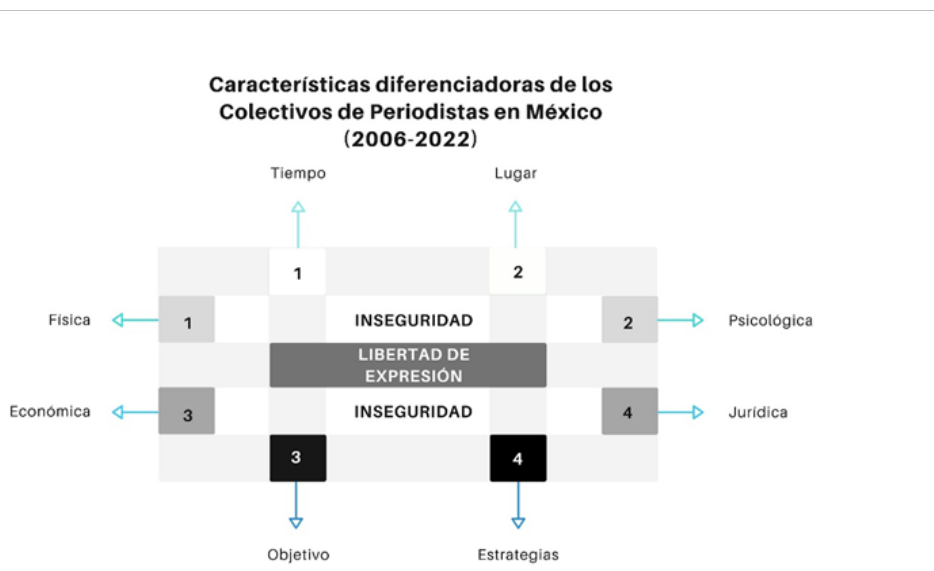 Características diferenciadoras de los
Colectivos de Periodistas en México
(2006-2022)
Tiempo
Lugar
1
2
Física
1
INSEGURIDAD
2
Psicológica
LIBERTAD DE
EXPRESIÓN
Económica
3
INSEGURIDAD
4
Jurídica
3
4
Objetivo
Estrategias